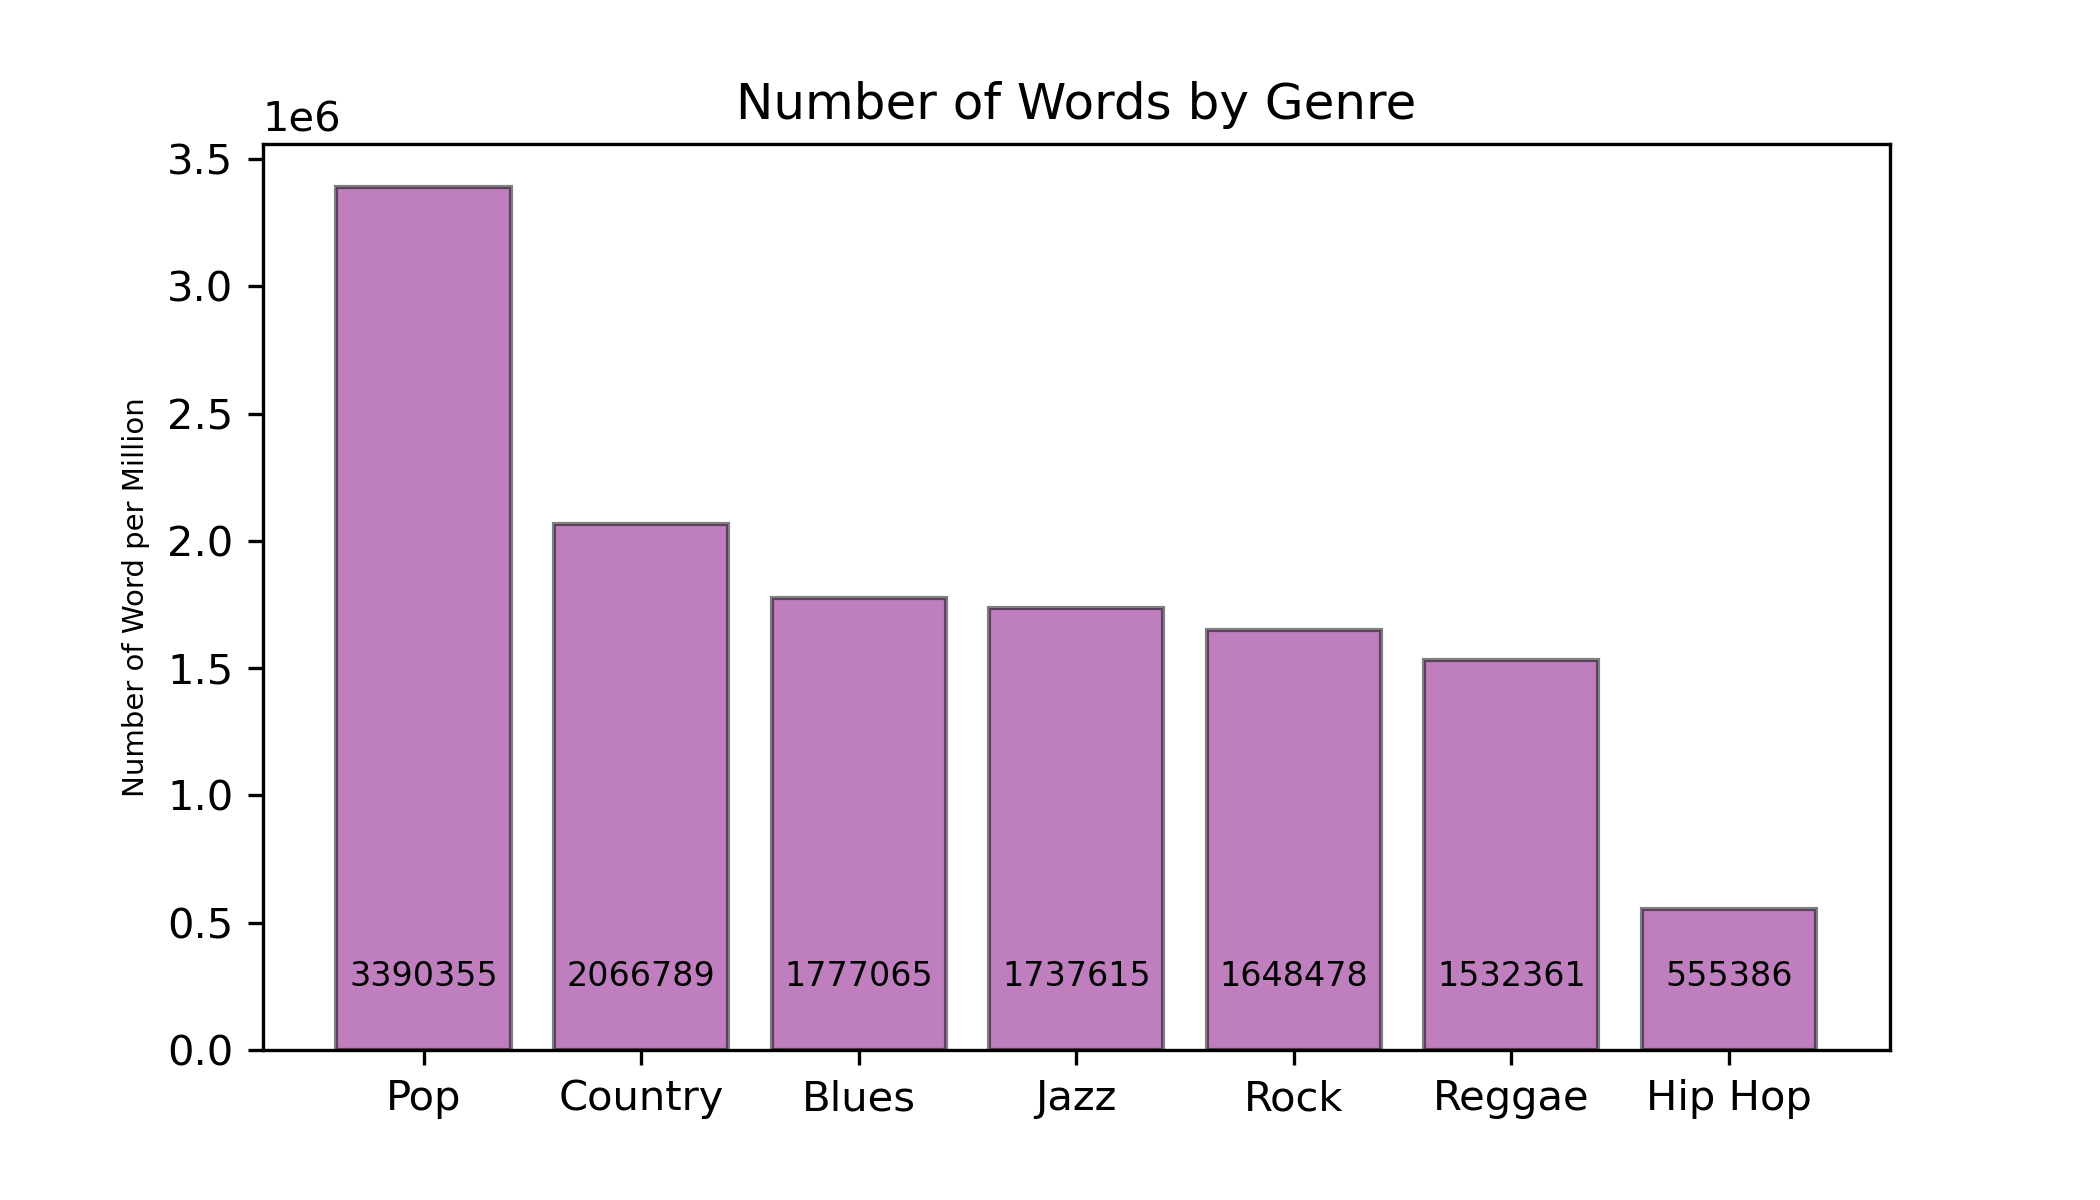 Number of Words by Genre
1e6
3.5
3.0
2.5
2.0
1.5
1.0
0.5
0.0
Number of Word per Million
3390355 2066789 1777065 1737615 1648478 1532361 555386
Pop Country Blues Jazz Rock Reggae Hip Hop